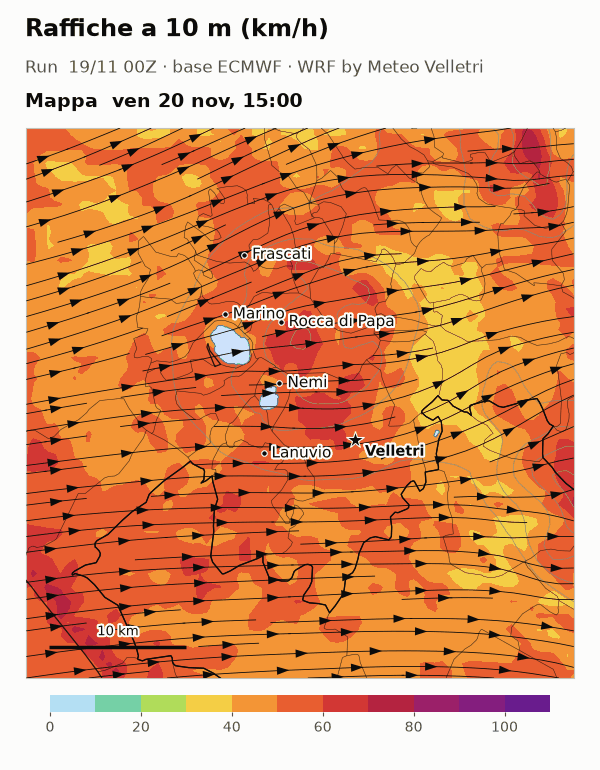 Raffiche a 10 m (km/h)
Run  19/11 00Z · base ECMWF · WRF by Meteo Velletri
Mappa  ven 20 nov, 15:00
Frascati
Marino
Rocca di Papa
Nemi
Velletri
Lanuvio
10 km
0 20 40 60 80 100